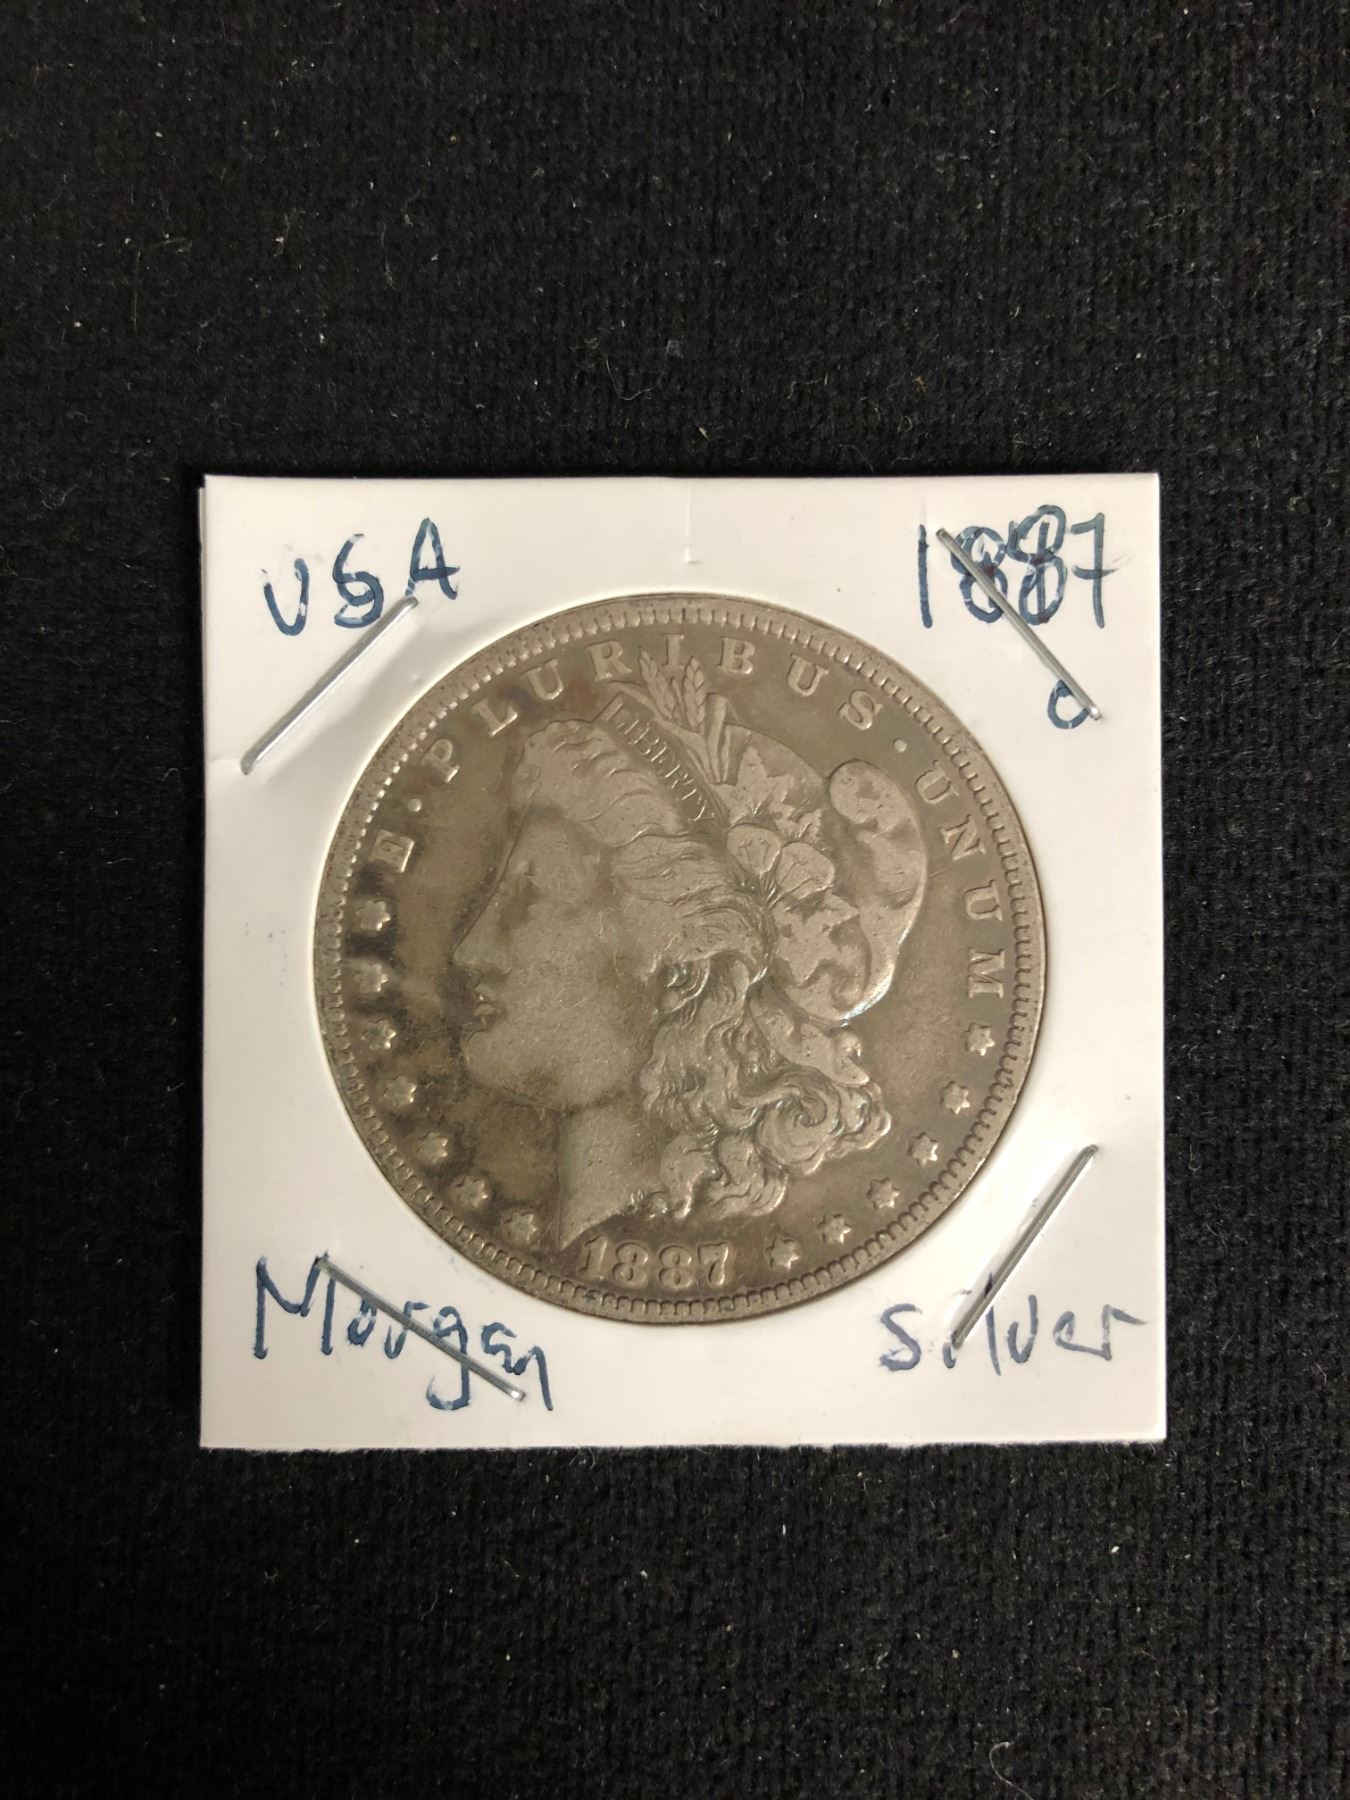 USA
1887
O
E · PLURIBUS · UNUM
LIBERTY
1887
Morgan
Silver